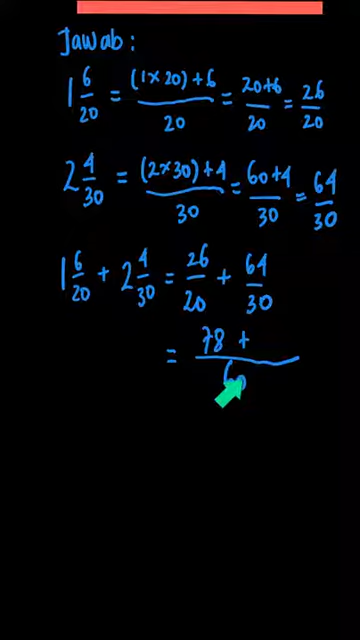 Jawab:
1 6/20 = (1×20)+6/20 = 20+6/20 = 26/20
2 4/30 = (2×30)+4/30 = 60+4/30 = 64/30
1 6/20 + 2 4/30 = 26/20 + 64/30
= 78+/60